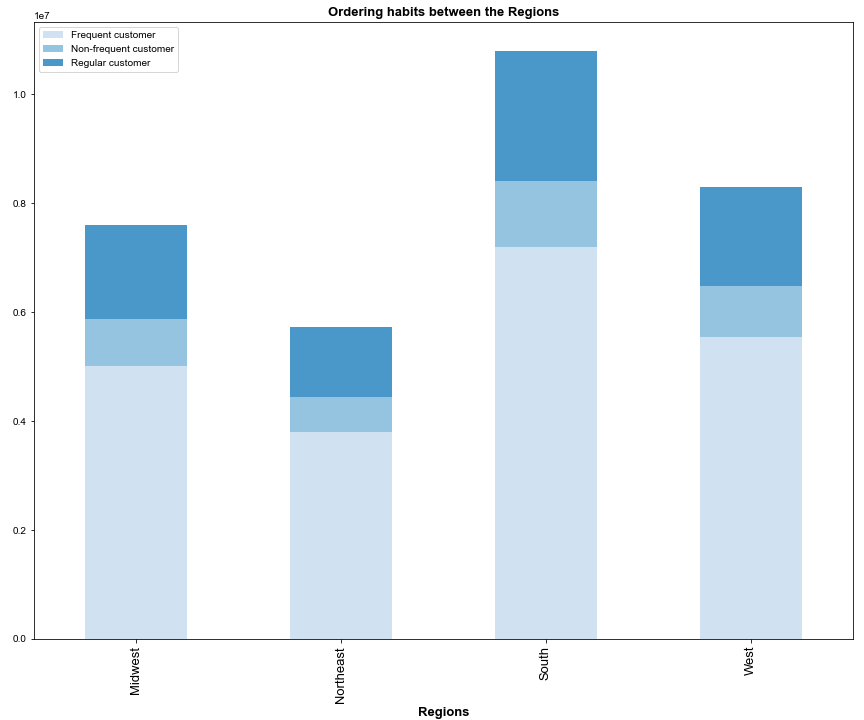 Ordering habits between the Regions
1e7
Frequent customer
Non-frequent customer
Regular customer
1.0
0.8
0.6
0.4
0.2
0.0
Midwest
Northeast
South
West
Regions